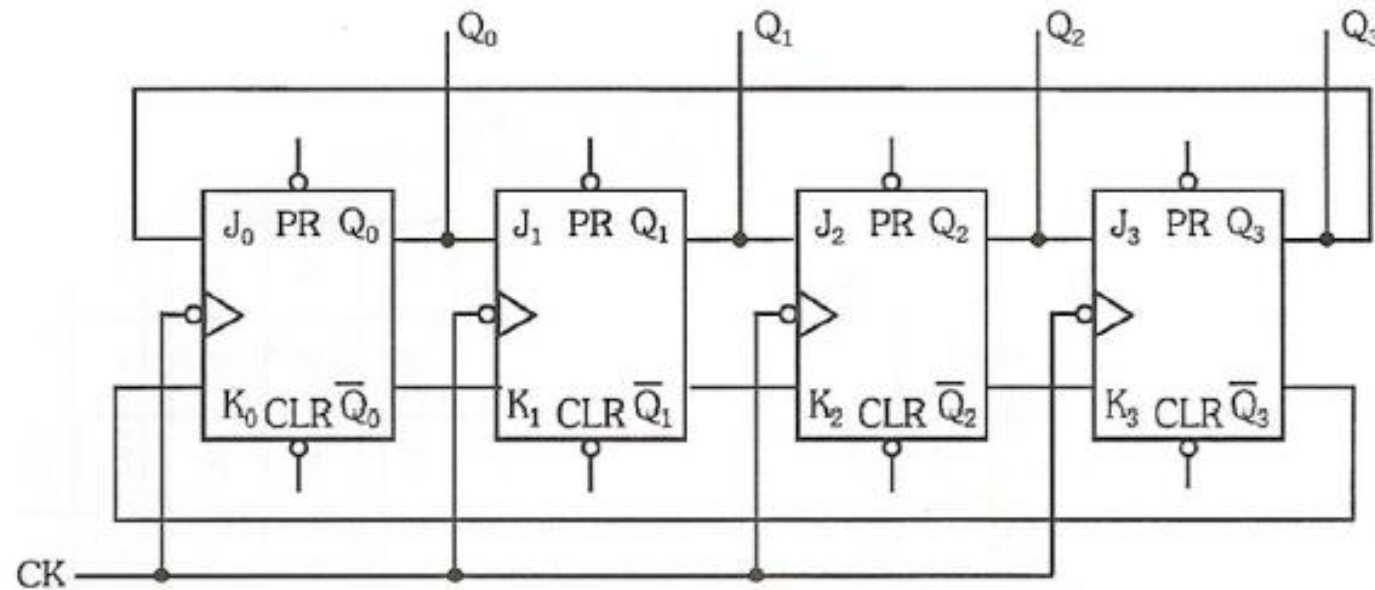 Q₀ Q₁ Q₂ Q₃
J₀ PR Q₀ J₁ PR Q₁ J₂ PR Q₂ J₃ PR Q₃
K₀ CLR Q̅₀ K₁ CLR Q̅₁ K₂ CLR Q̅₂ K₃ CLR Q̅₃
CK